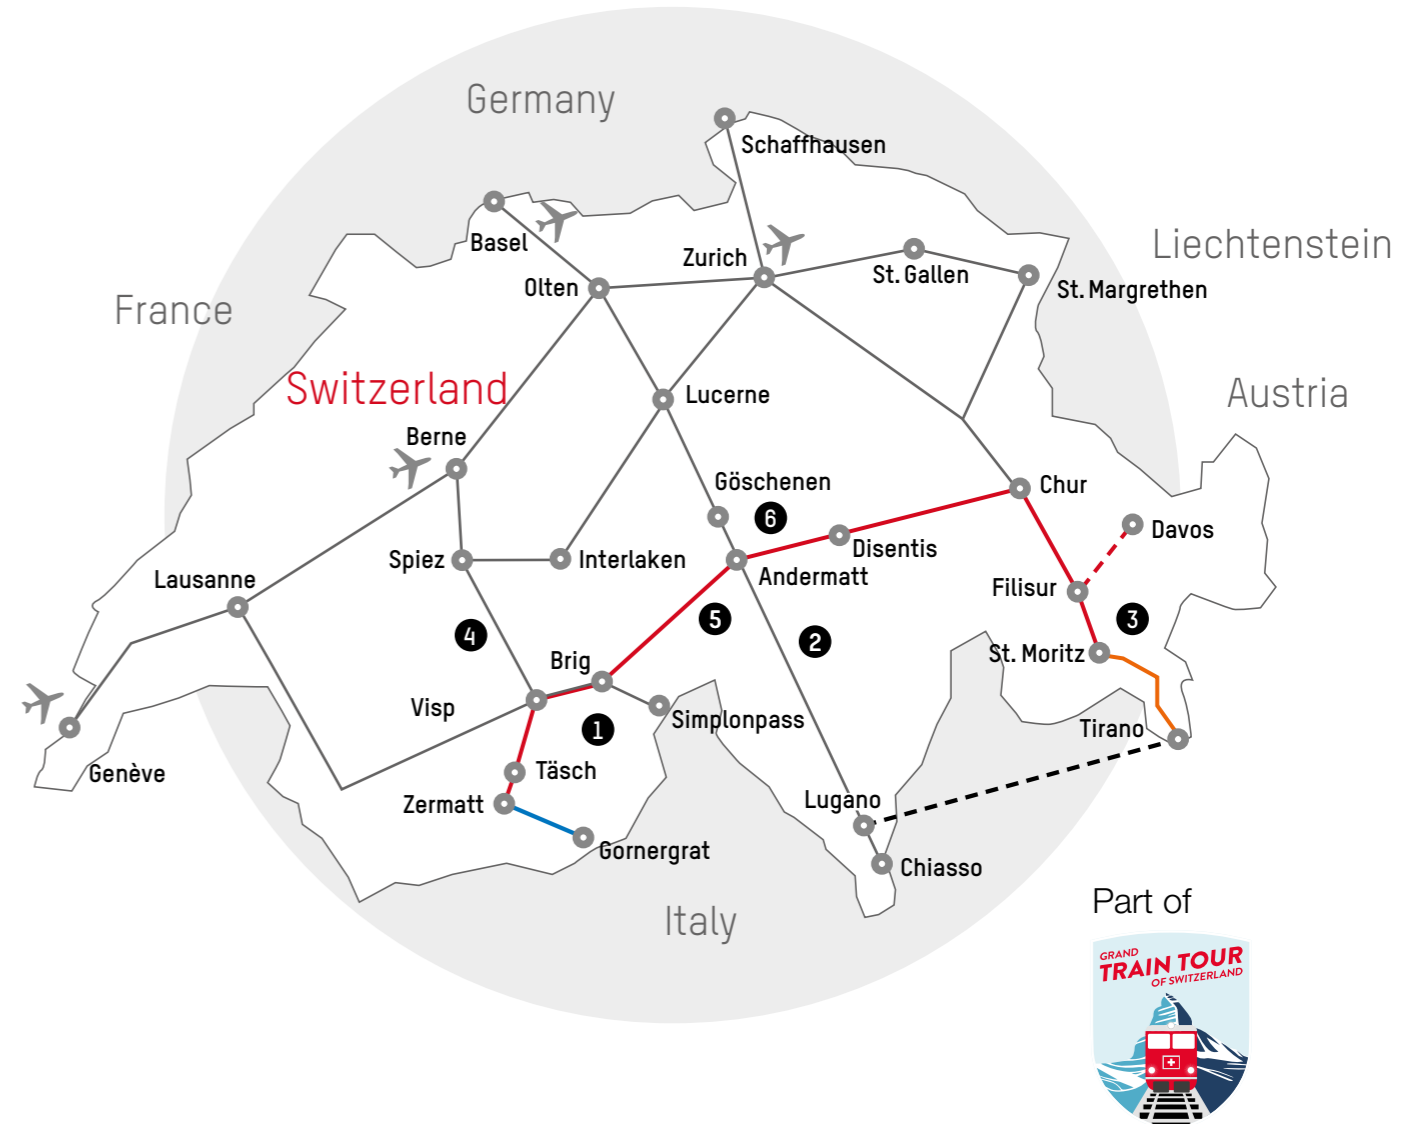 Germany
Schaffhausen
Liechtenstein
Basel
Zurich
St. Gallen
Olten
St. Margrethen
France
Switzerland
Austria
Lucerne
Berne
Göschenen
Chur
6
Davos
Disentis
Spiez
Interlaken
Andermatt
Lausanne
Filisur
5
3
4
2
St. Moritz
Brig
Visp
Simplonpass
1
Tirano
Täsch
Genève
Zermatt
Lugano
Gornergrat
Chiasso
Italy
Part of
GRAND
TRAIN TOUR
OF SWITZERLAND